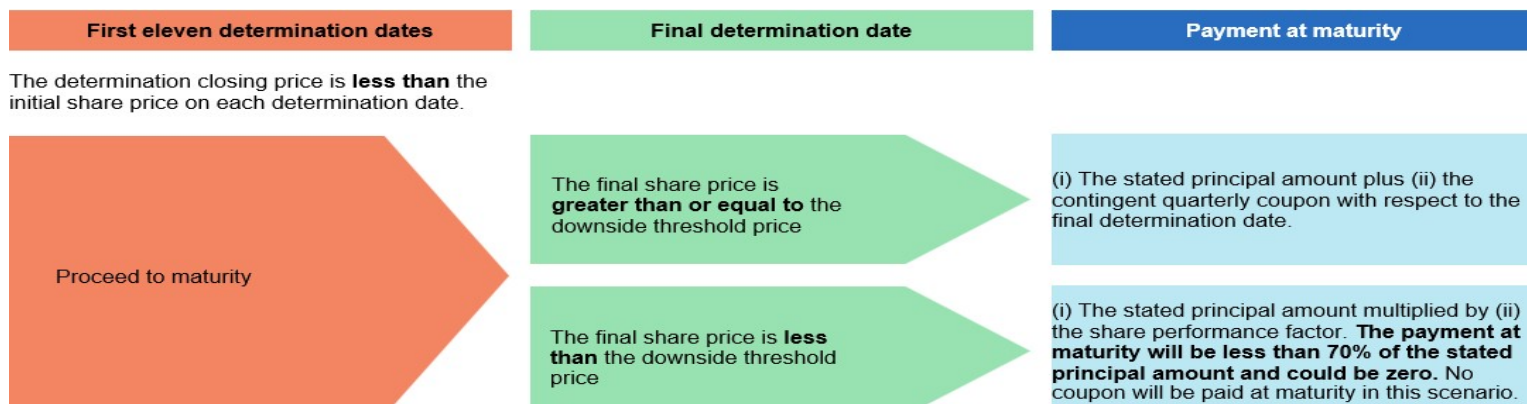 First eleven determination dates
Final determination date
Payment at maturity
The determination closing price is less than the
initial share price on each determination date.
Proceed to maturity
The final share price is
greater than or equal to the
downside threshold price
(i) The stated principal amount plus (ii) the
contingent quarterly coupon with respect to the
final determination date.
The final share price is less
than the downside threshold
price
(i) The stated principal amount multiplied by (ii)
the share performance factor. The payment at
maturity will be less than 70% of the stated
principal amount and could be zero. No
coupon will be paid at maturity in this scenario.